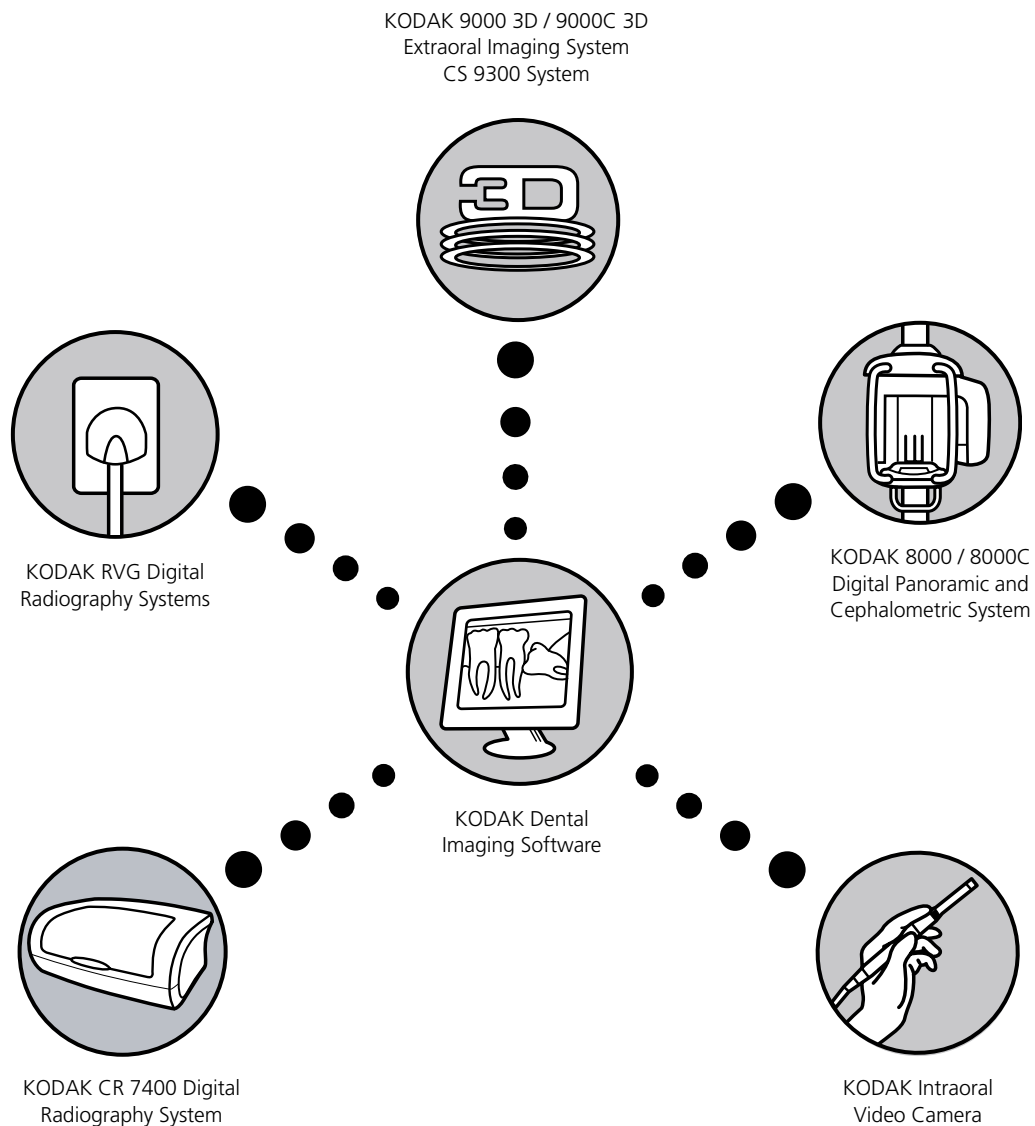 KODAK 9000 3D / 9000C 3D
Extraoral Imaging System
CS 9300 System
3D
KODAK RVG Digital
Radiography Systems
KODAK 8000 / 8000C
Digital Panoramic and
Cephalometric System
KODAK Dental
Imaging Software
KODAK CR 7400 Digital
Radiography System
KODAK Intraoral
Video Camera